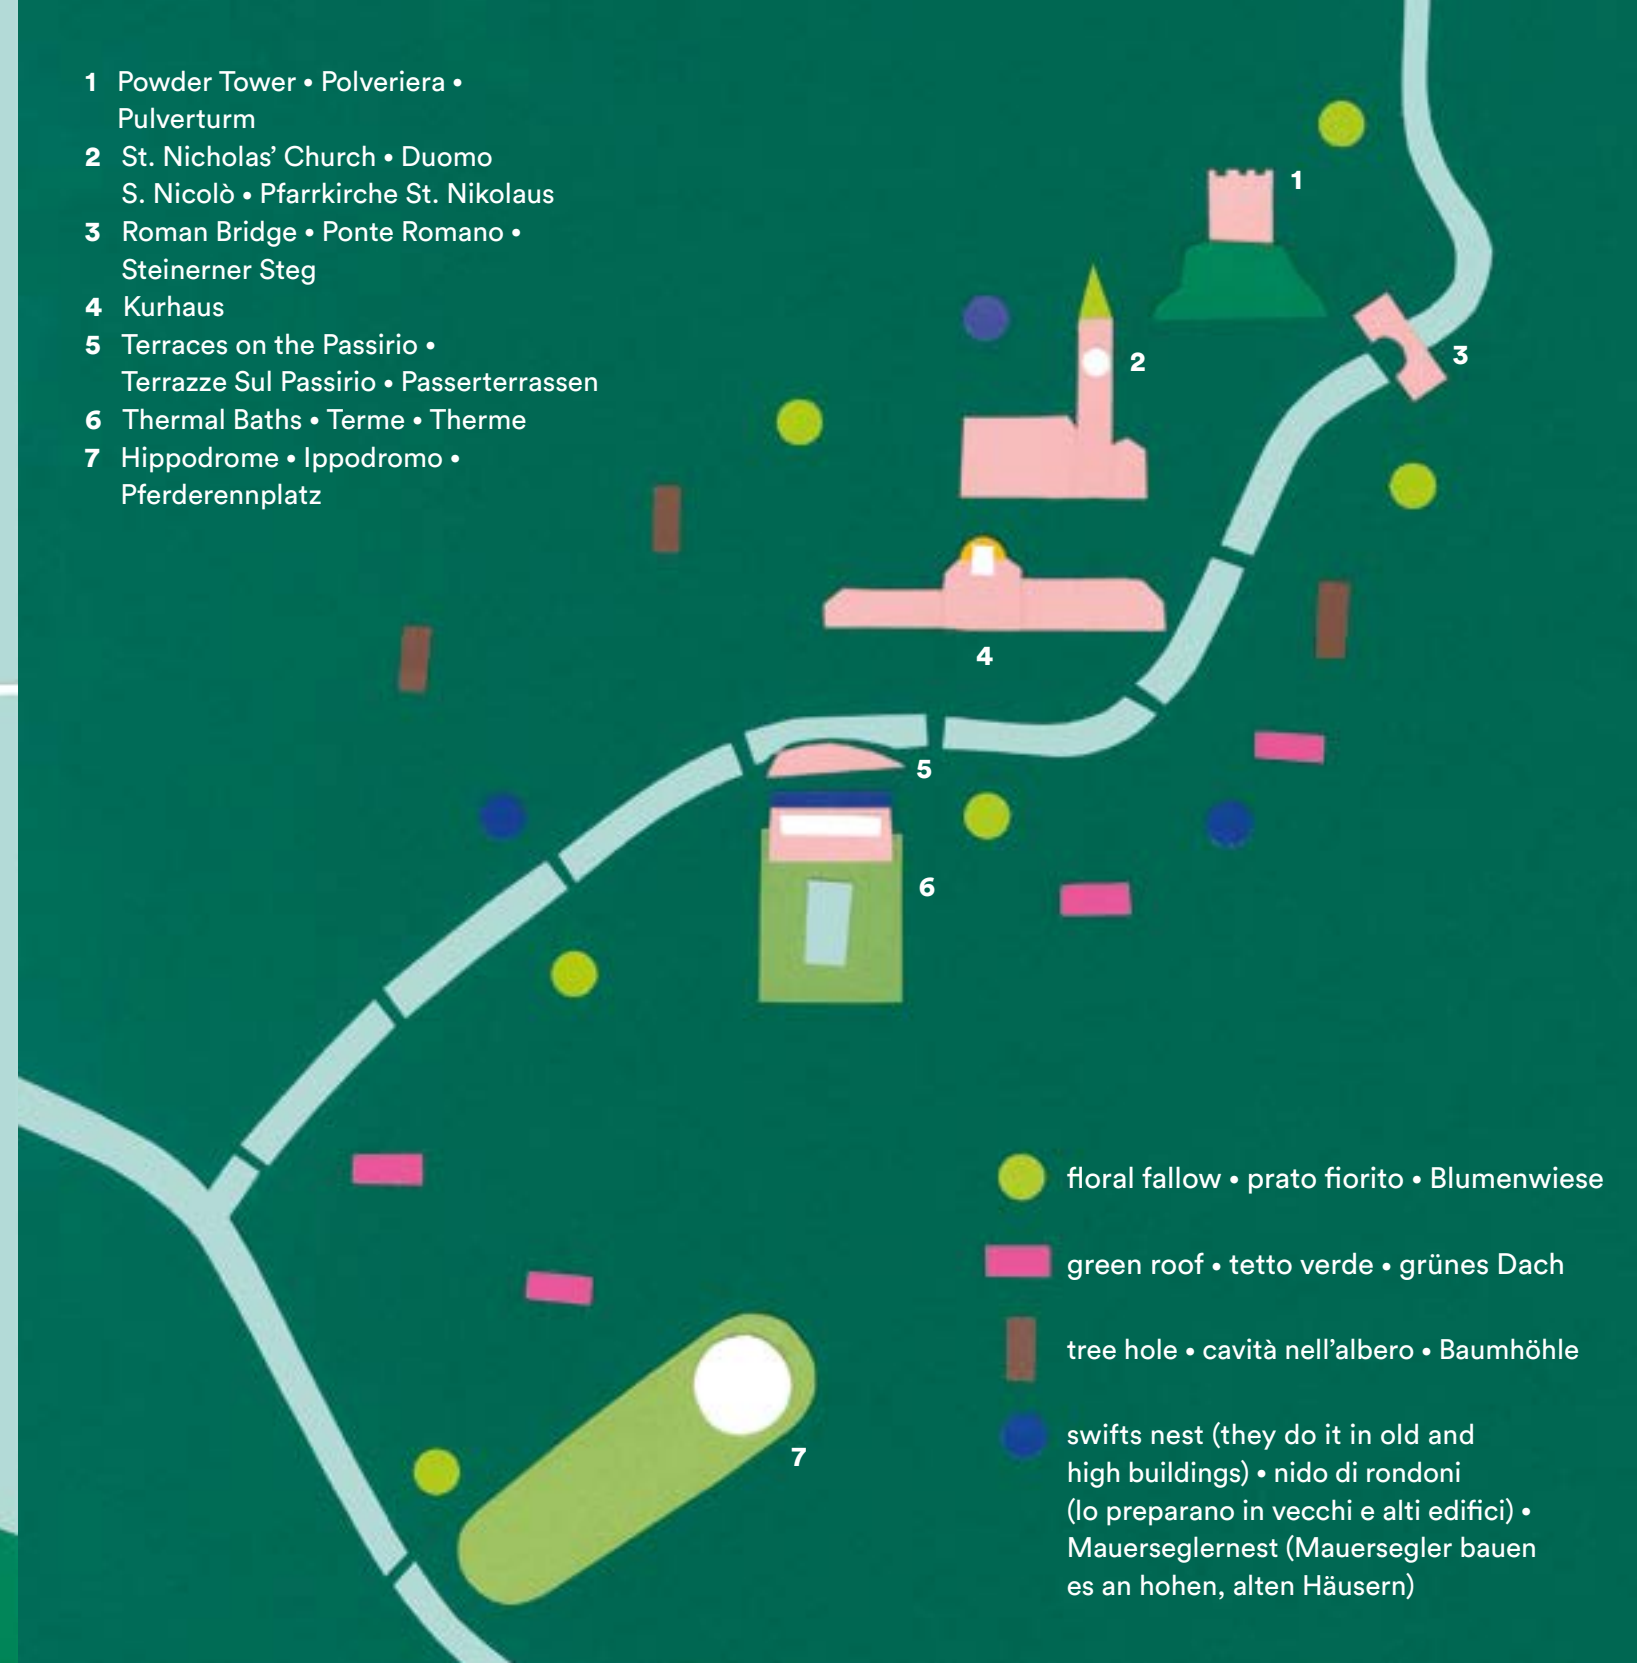 1 Powder Tower • Polveriera •
Pulverturm
2 St. Nicholas’ Church • Duomo
S. Nicolò • Pfarrkirche St. Nikolaus
3 Roman Bridge • Ponte Romano •
Steinerner Steg
4 Kurhaus
5 Terraces on the Passirio •
Terrazze Sul Passirio • Passerterrassen
6 Thermal Baths • Terme • Therme
7 Hippodrome • Ippodromo •
Pferderennplatz
1
2
3
4
5
6
7
floral fallow • prato fiorito • Blumenwiese
green roof • tetto verde • grünes Dach
tree hole • cavità nell’albero • Baumhöhle
swifts nest (they do it in old and
high buildings) • nido di rondoni
(lo preparano in vecchi e alti edifici) •
Mauerseglernest (Mauersegler bauen
es an hohen, alten Häusern)